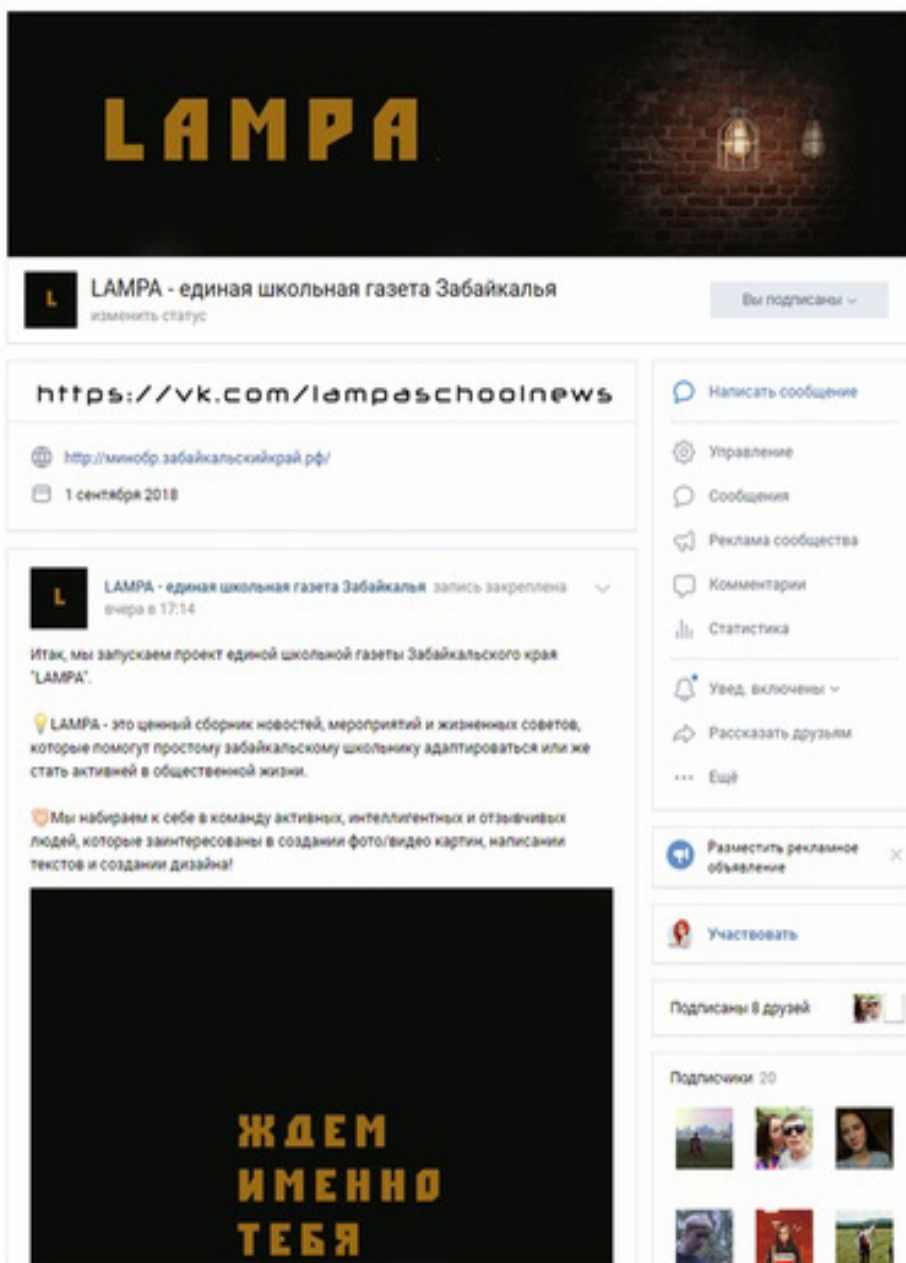 LAMPA
L
LAMPA - единая школьная газета Забайкалья
изменить статус
Вы подписаны
https://vk.com/lampaschoolnews
http://минобр.забайкальскийкрай.рф/
1 сентября 2018
L
LAMPA - единая школьная газета Забайкалья запись закреплена
вчера в 17:14
Итак, мы запускаем проект единой школьной газеты Забайкальского края
"LAMPA".
LAMPA - это ценный сборник новостей, мероприятий и жизненных советов,
которые помогут простому забайкальскому школьнику адаптироваться или же
стать активней в общественной жизни.
Мы набираем к себе в команду активных, интеллигентных и отзывчивых
людей, которые заинтересованы в создании фото/видео картин, написании
текстов и создании дизайна!
ЖДЕМ
ИМЕННО
ТЕБЯ
Написать сообщение
Управление
Сообщения
Реклама сообщества
Комментарии
Статистика
Увед. включены
Рассказать друзьям
Ещё
Разместить рекламное
объявление
Участвовать
Подписаны 8 друзей
Подписчики 20